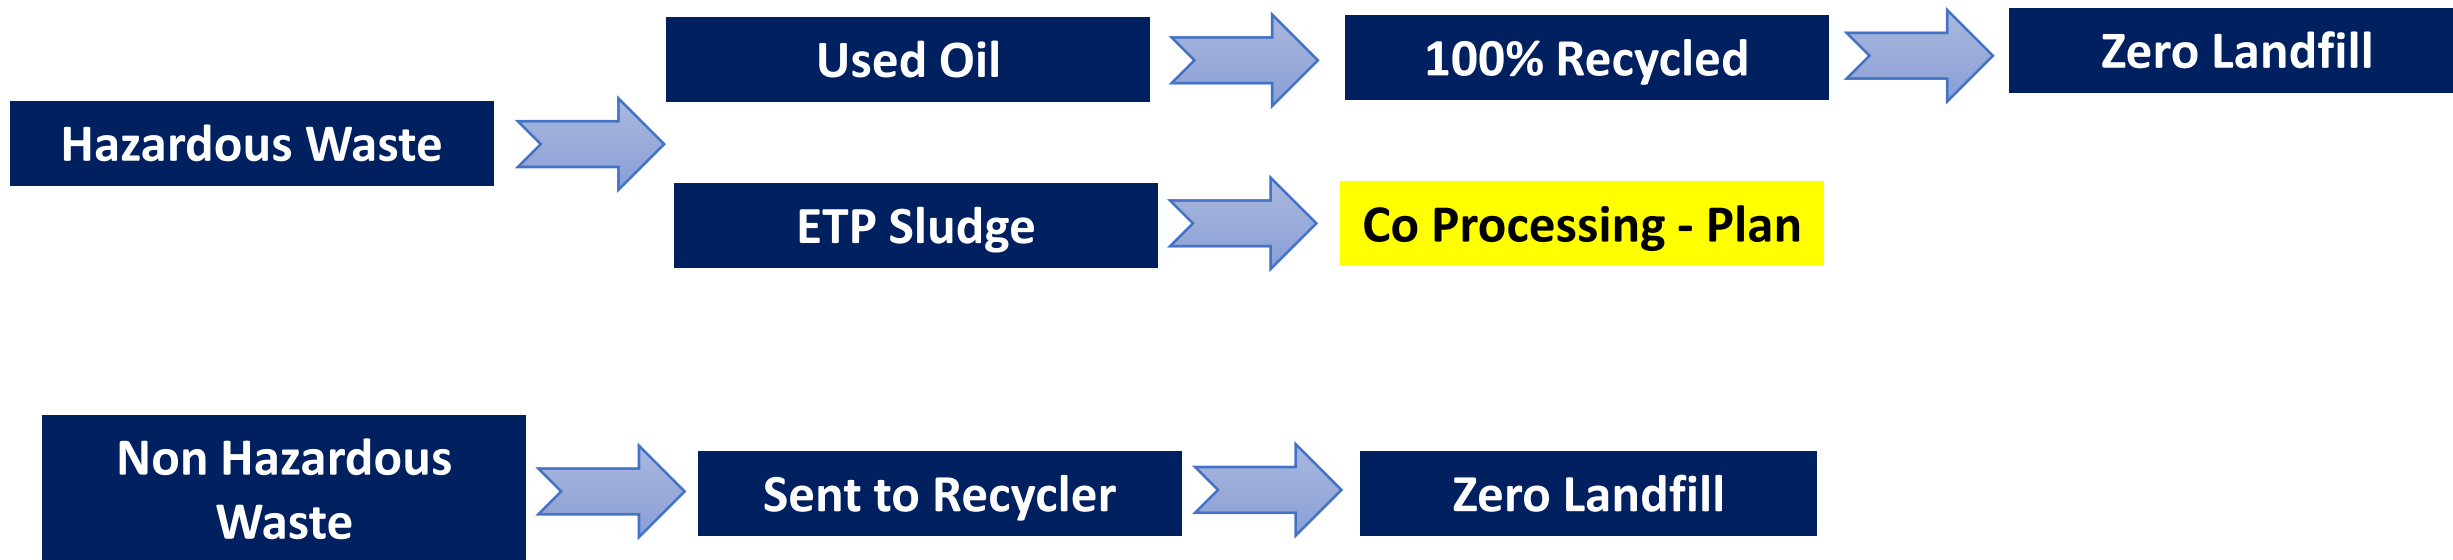 Used Oil
100% Recycled
Zero Landfill
Hazardous Waste
ETP Sludge
Co Processing - Plan
Non Hazardous
Waste
Sent to Recycler
Zero Landfill